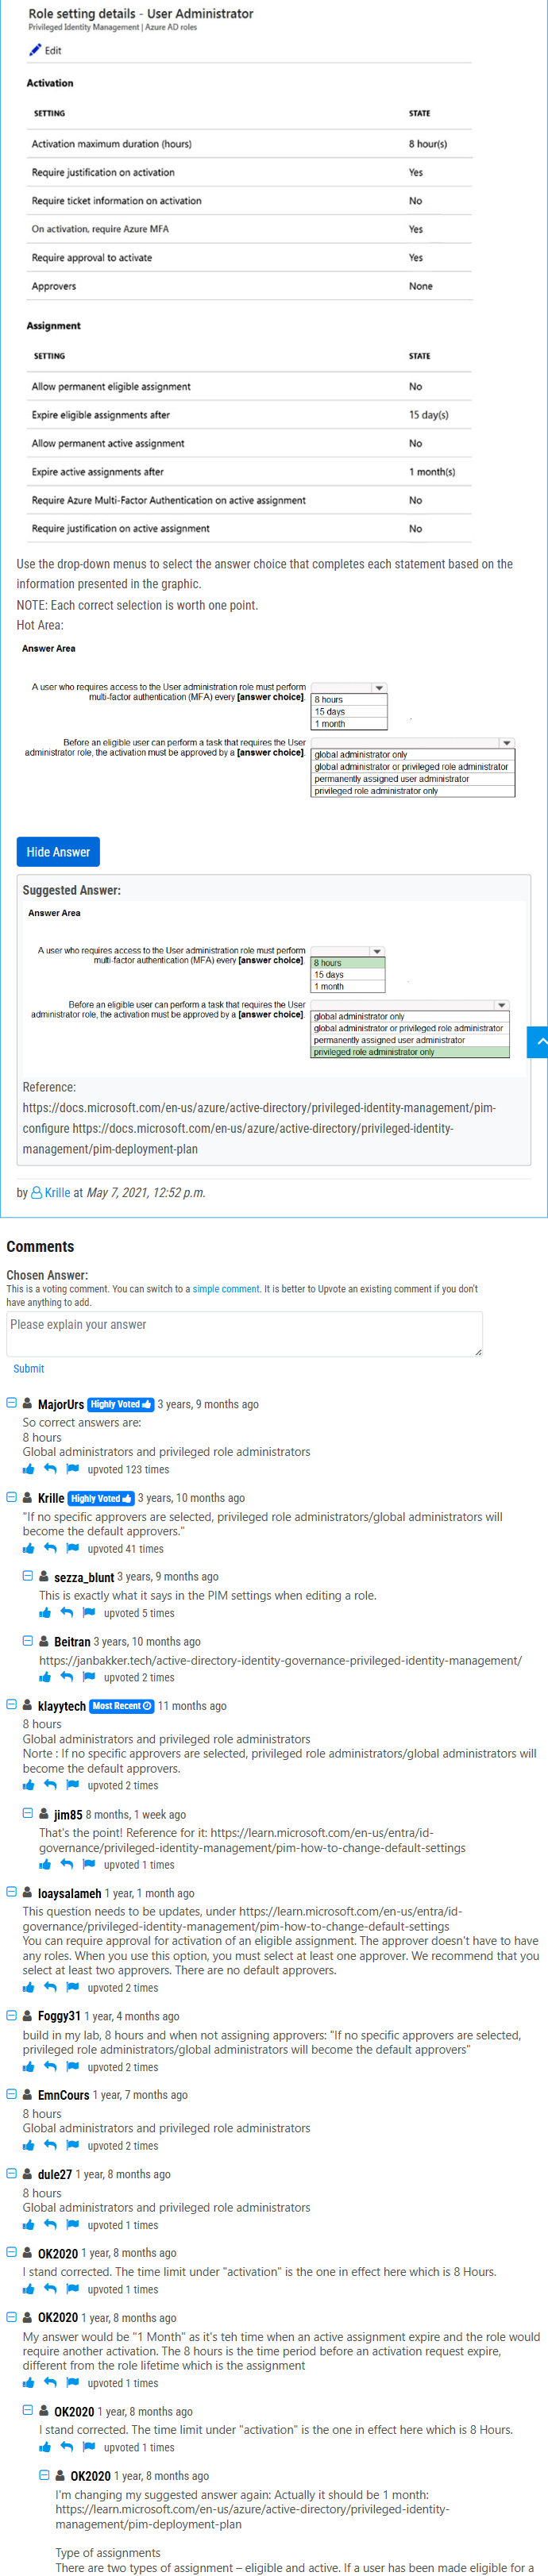 Role setting details - User Administrator
Privileged Identity Management | Azure AD roles
Edit
Activation
SETTING STATE
Activation maximum duration (hours) 8 hour(s)
Require justification on activation Yes
Require ticket information on activation No
On activation, require Azure MFA Yes
Require approval to activate Yes
Approvers None
Assignment
SETTING STATE
Allow permanent eligible assignment No
Expire eligible assignments after 15 day(s)
Allow permanent active assignment No
Expire active assignments after 1 month(s)
Require Azure Multi-Factor Authentication on active assignment No
Require justification on active assignment No
Use the drop-down menus to select the answer choice that completes each statement based on the
information presented in the graphic.
NOTE: Each correct selection is worth one point.
Hot Area:
Answer Area
A user who requires access to the User administration role must perform
multi-factor authentication (MFA) every [answer choice].
8 hours
15 days
1 month
Before an eligible user can perform a task that requires the User
administrator role, the activation must be approved by a [answer choice].
global administrator only
global administrator or privileged role administrator
permanently assigned user administrator
privileged role administrator only
Hide Answer
Suggested Answer:
Answer Area
A user who requires access to the User administration role must perform
multi-factor authentication (MFA) every [answer choice].
8 hours
15 days
1 month
Before an eligible user can perform a task that requires the User
administrator role, the activation must be approved by a [answer choice].
global administrator only
global administrator or privileged role administrator
permanently assigned user administrator
privileged role administrator only
Reference:
https://docs.microsoft.com/en-us/azure/active-directory/privileged-identity-management/pim-
configure https://docs.microsoft.com/en-us/azure/active-directory/privileged-identity-
management/pim-deployment-plan
by Krille at May 7, 2021, 12:52 p.m.
Comments
Chosen Answer:
This is a voting comment. You can switch to a simple comment. It is better to Upvote an existing comment if you don't
have anything to add.
Please explain your answer
Submit
MajorUrs Highly Voted 3 years, 9 months ago
So correct answers are:
8 hours
Global administrators and privileged role administrators
upvoted 123 times
Krille Highly Voted 3 years, 10 months ago
"If no specific approvers are selected, privileged role administrators/global administrators will
become the default approvers."
upvoted 41 times
sezza_blunt 3 years, 9 months ago
This is exactly what it says in the PIM settings when editing a role.
upvoted 5 times
Beitran 3 years, 10 months ago
https://janbakker.tech/active-directory-identity-governance-privileged-identity-management/
upvoted 2 times
klayytech Most Recent 11 months ago
8 hours
Global administrators and privileged role administrators
Norte : If no specific approvers are selected, privileged role administrators/global administrators will
become the default approvers.
upvoted 2 times
jim85 8 months, 1 week ago
That's the point! Reference for it: https://learn.microsoft.com/en-us/entra/id-
governance/privileged-identity-management/pim-how-to-change-default-settings
upvoted 1 times
loaysalameh 1 year, 1 month ago
This question needs to be updates, under https://learn.microsoft.com/en-us/entra/id-
governance/privileged-identity-management/pim-how-to-change-default-settings
You can require approval for activation of an eligible assignment. The approver doesn't have to have
any roles. When you use this option, you must select at least one approver. We recommend that you
select at least two approvers. There are no default approvers.
upvoted 2 times
Foggy31 1 year, 4 months ago
build in my lab, 8 hours and when not assigning approvers: "If no specific approvers are selected,
privileged role administrators/global administrators will become the default approvers"
upvoted 2 times
EmnCours 1 year, 7 months ago
8 hours
Global administrators and privileged role administrators
upvoted 2 times
dule27 1 year, 8 months ago
8 hours
Global administrators and privileged role administrators
upvoted 1 times
OK2020 1 year, 8 months ago
I stand corrected. The time limit under "activation" is the one in effect here which is 8 Hours.
upvoted 1 times
OK2020 1 year, 8 months ago
My answer would be "1 Month" as it's teh time when an active assignment expire and the role would
require another activation. The 8 hours is the time period before an activation request expire,
different from the role lifetime which is the assignment
upvoted 1 times
OK2020 1 year, 8 months ago
I stand corrected. The time limit under "activation" is the one in effect here which is 8 Hours.
upvoted 1 times
OK2020 1 year, 8 months ago
I'm changing my suggested answer again: Actually it should be 1 month:
https://learn.microsoft.com/en-us/azure/active-directory/privileged-identity-
management/pim-deployment-plan
Type of assignments
There are two types of assignment – eligible and active. If a user has been made eligible for a